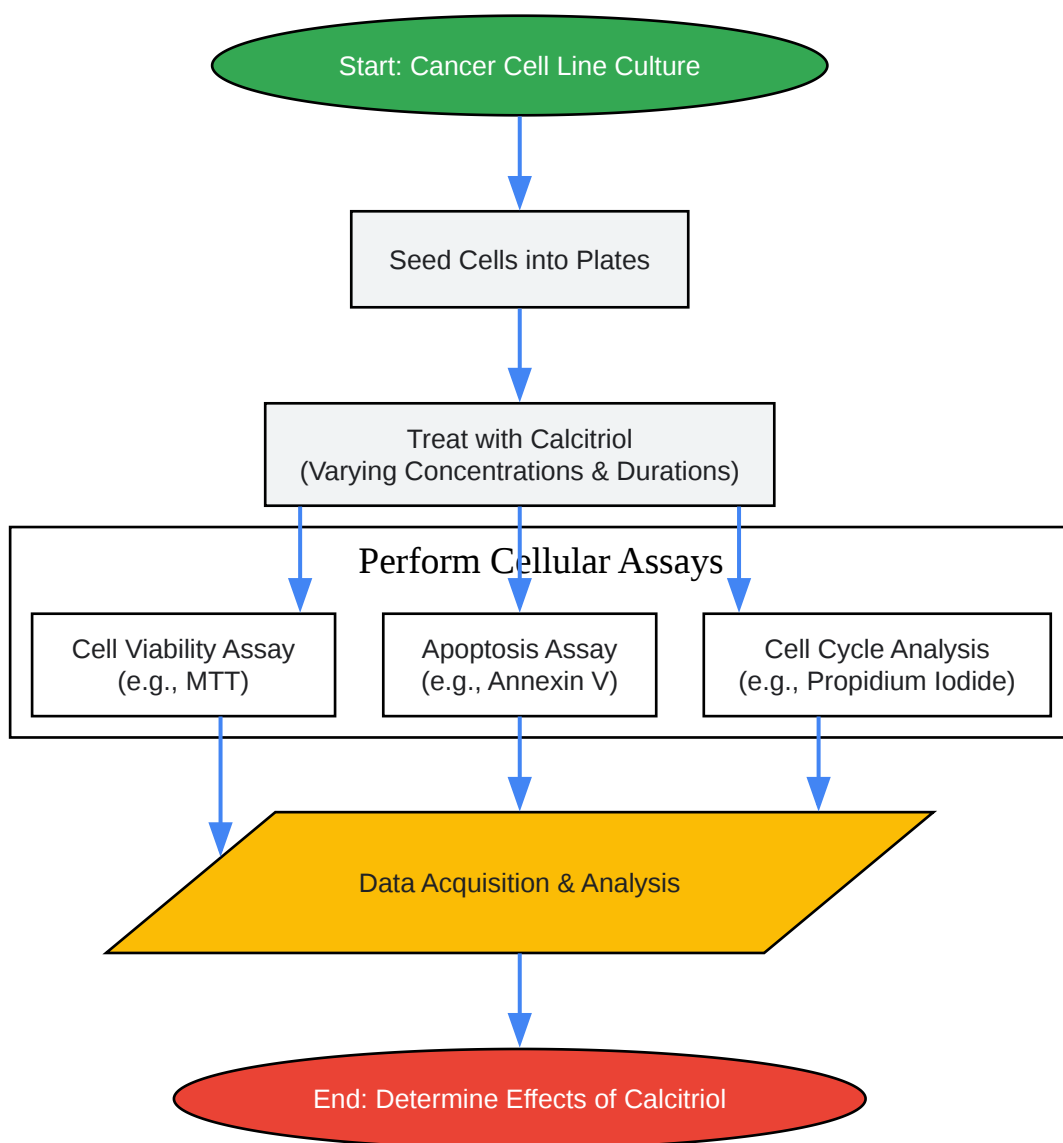 Start: Cancer Cell Line Culture
Seed Cells into Plates
Treat with Calcitriol
(Varying Concentrations & Durations)
Perform Cellular Assays
Cell Viability Assay
(e.g., MTT)
Apoptosis Assay
(e.g., Annexin V)
Cell Cycle Analysis
(e.g., Propidium Iodide)
Data Acquisition & Analysis
End: Determine Effects of Calcitriol